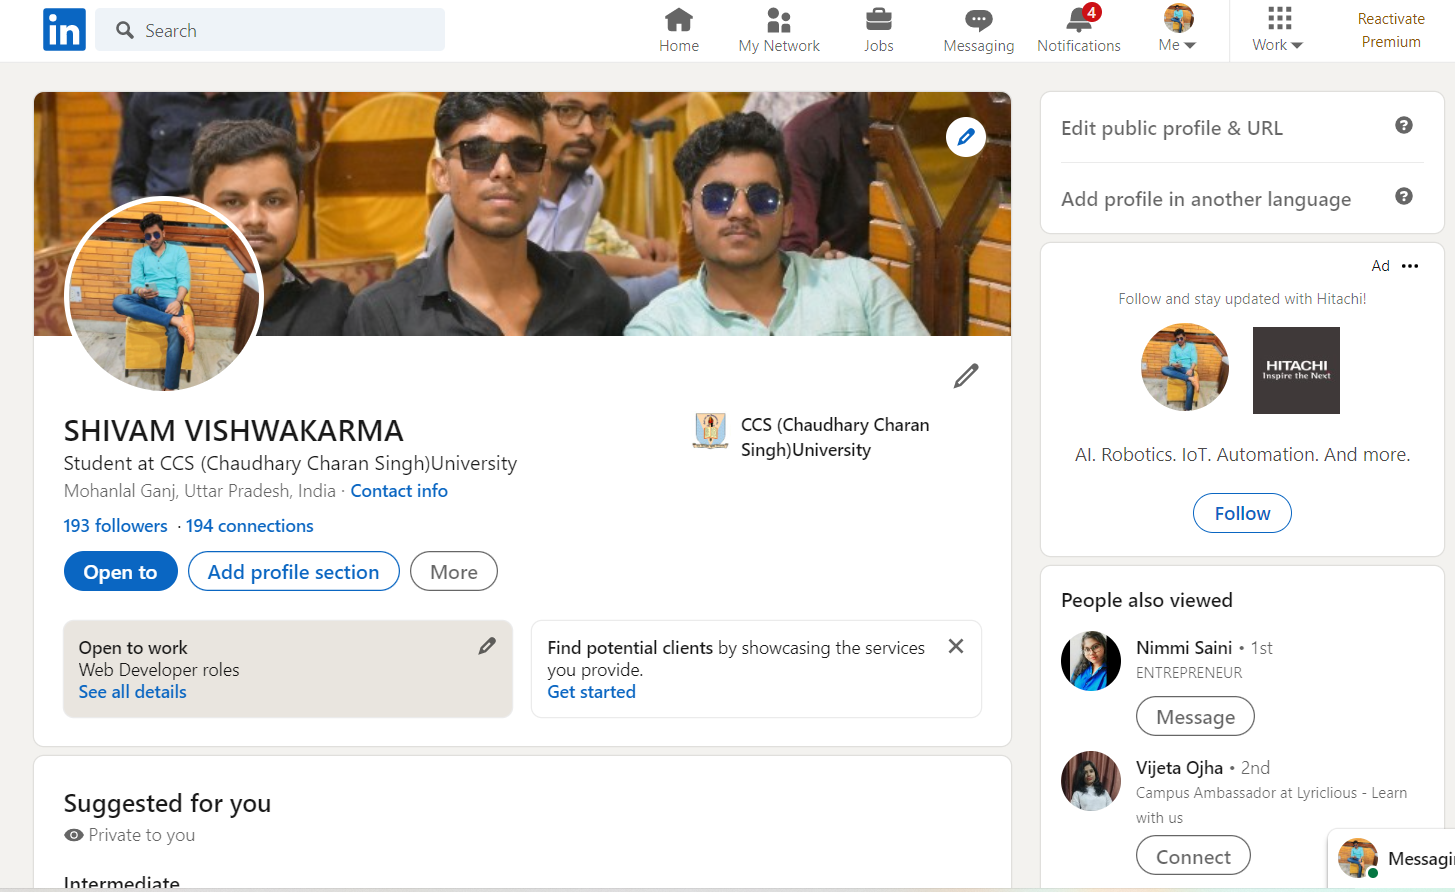 in
Search
Home
My Network
Jobs
Messaging
4
Notifications
Me
Work
Reactivate
Premium
SHIVAM VISHWAKARMA
Student at CCS (Chaudhary Charan Singh)University
Mohanlal Ganj, Uttar Pradesh, India · Contact info
193 followers · 194 connections
CCS (Chaudhary Charan
Singh)University
Open to
Add profile section
More
Open to work
Web Developer roles
See all details
Find potential clients by showcasing the services
you provide.
Get started
Suggested for you
Private to you
Intermediate
Edit public profile & URL
?
Add profile in another language
?
Ad
Follow and stay updated with Hitachi!
HITACHI
Inspire the Next
AI. Robotics. IoT. Automation. And more.
Follow
People also viewed
Nimmi Saini • 1st
ENTREPRENEUR
Message
Vijeta Ojha • 2nd
Campus Ambassador at Lyriclious - Learn
with us
Connect
Messagi